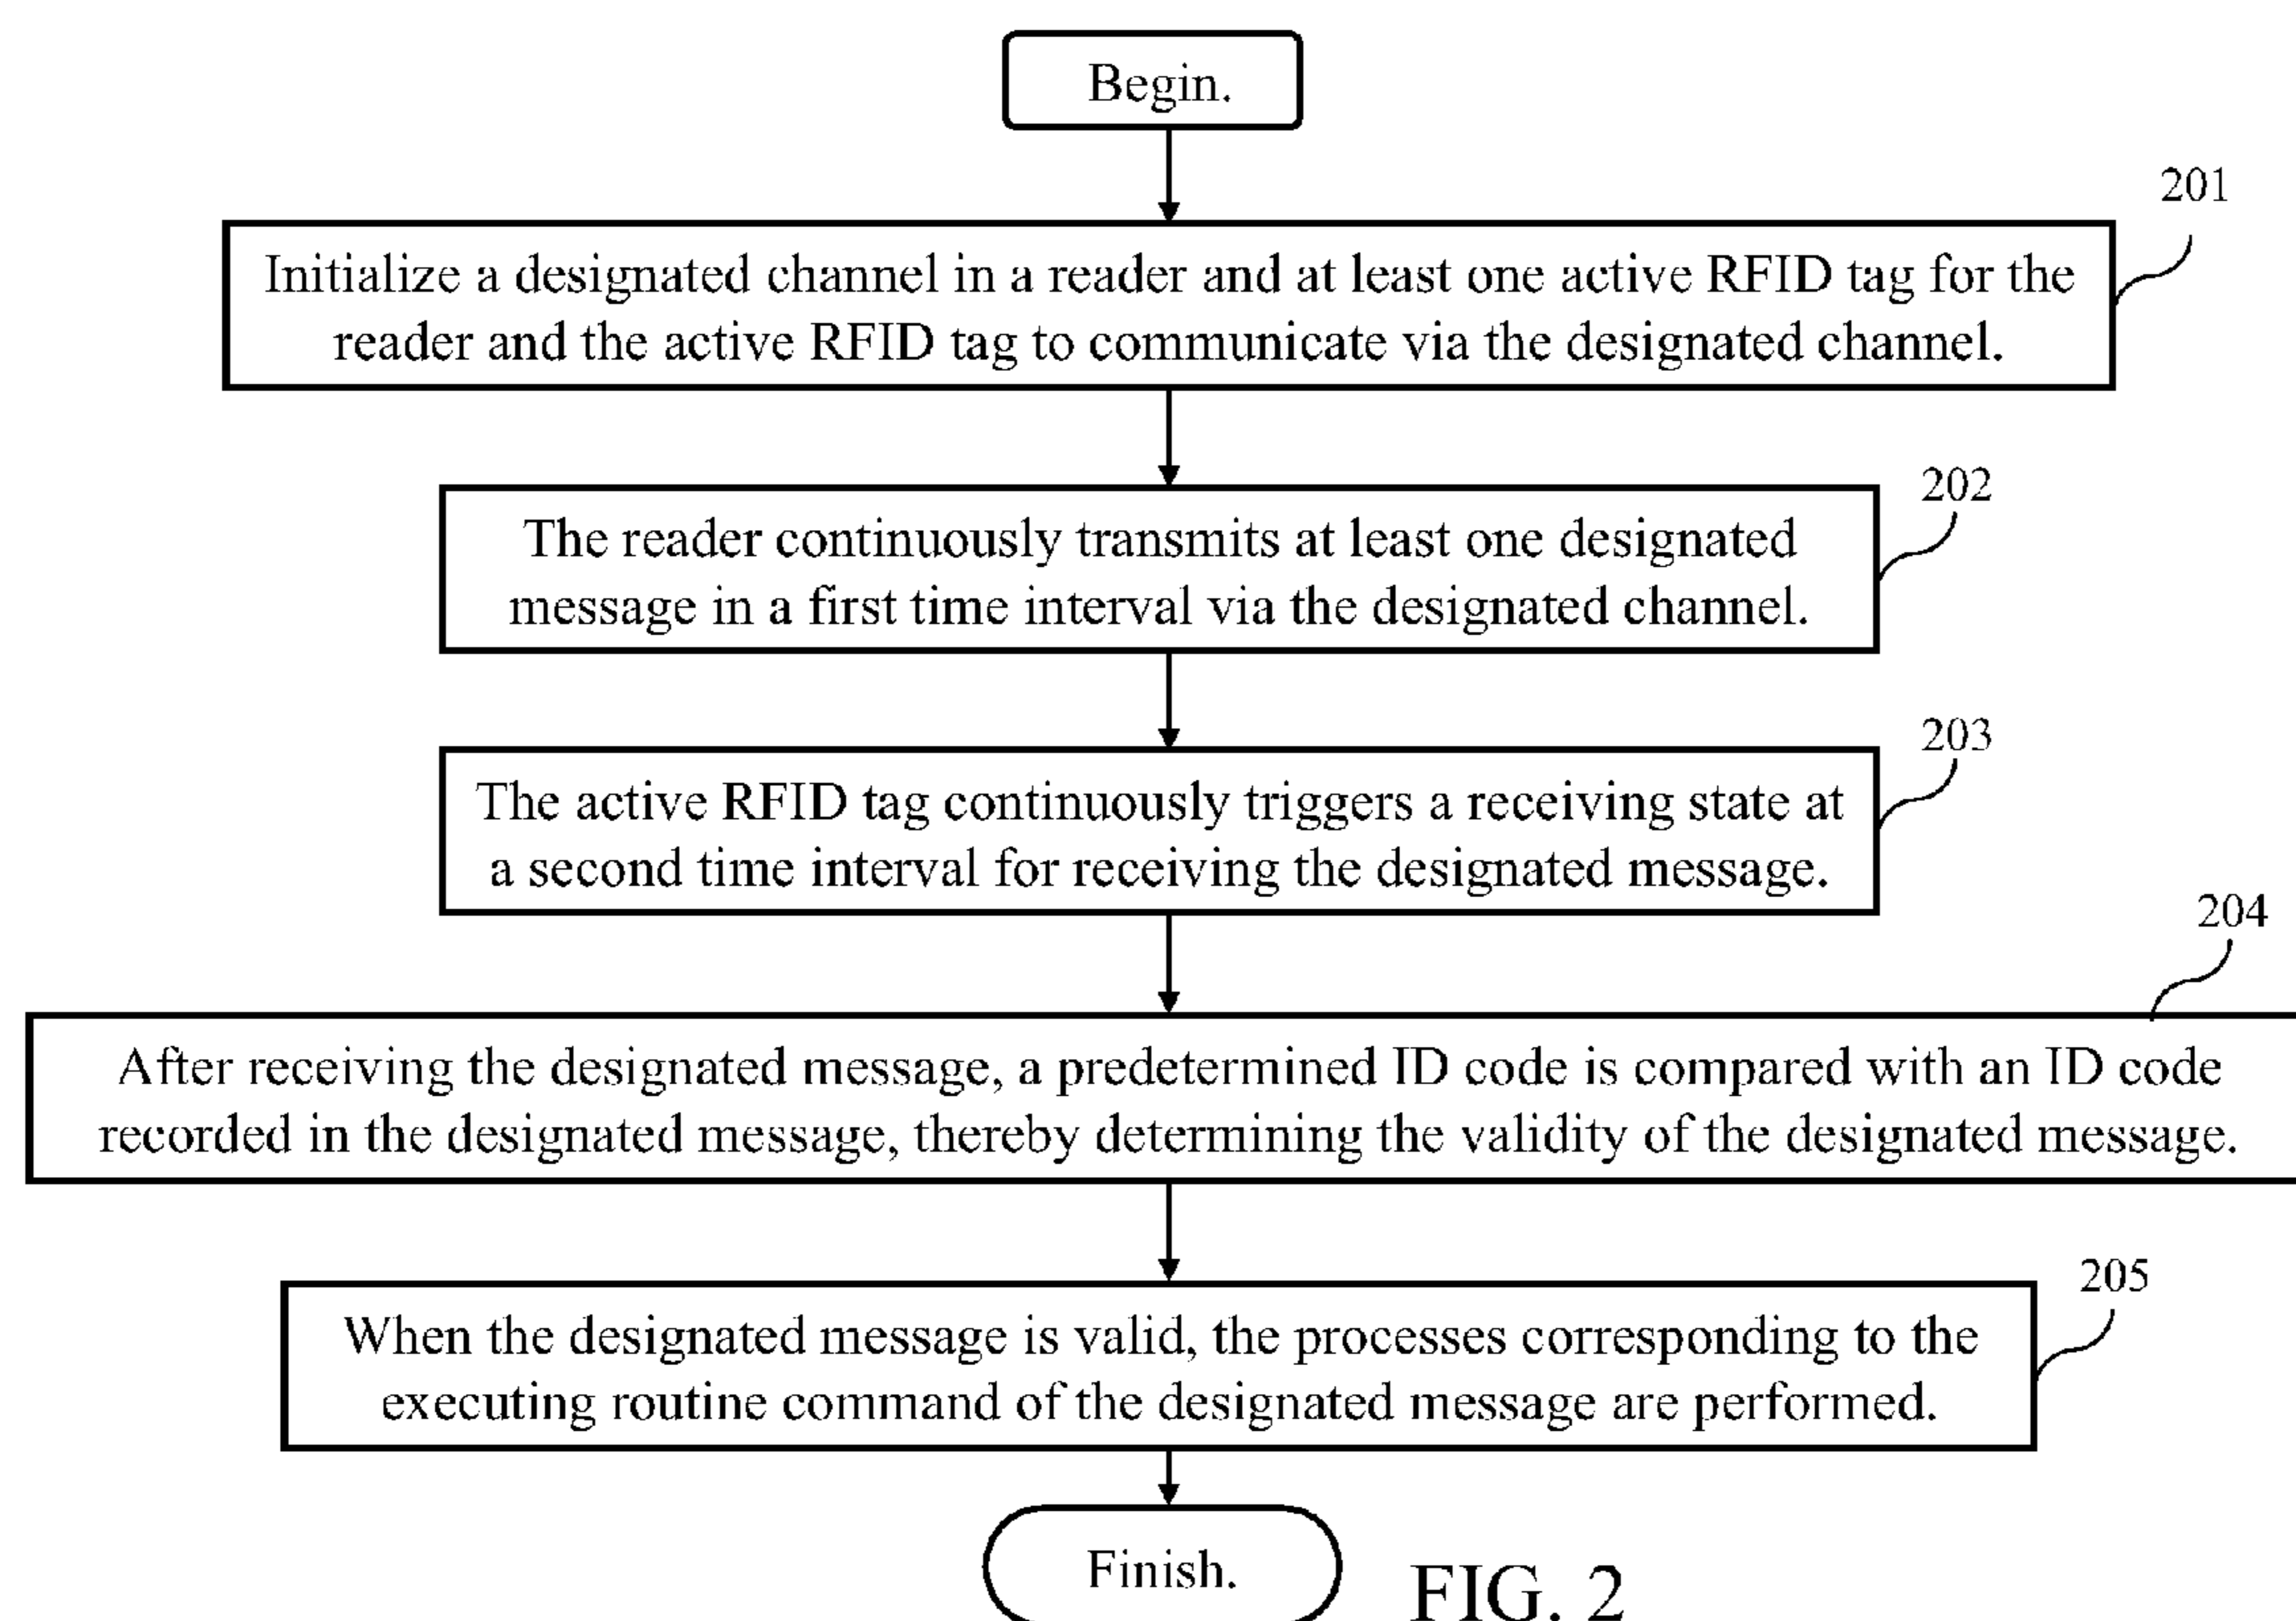 Begin.
201
Initialize a designated channel in a reader and at least one active RFID tag for the
reader and the active RFID tag to communicate via the designated channel.
202
The reader continuously transmits at least one designated
message in a first time interval via the designated channel.
203
The active RFID tag continuously triggers a receiving state at
a second time interval for receiving the designated message.
204
After receiving the designated message, a predetermined ID code is compared with an ID code
recorded in the designated message, thereby determining the validity of the designated message.
205
When the designated message is valid, the processes corresponding to the
executing routine command of the designated message are performed.
Finish.
FIG. 2